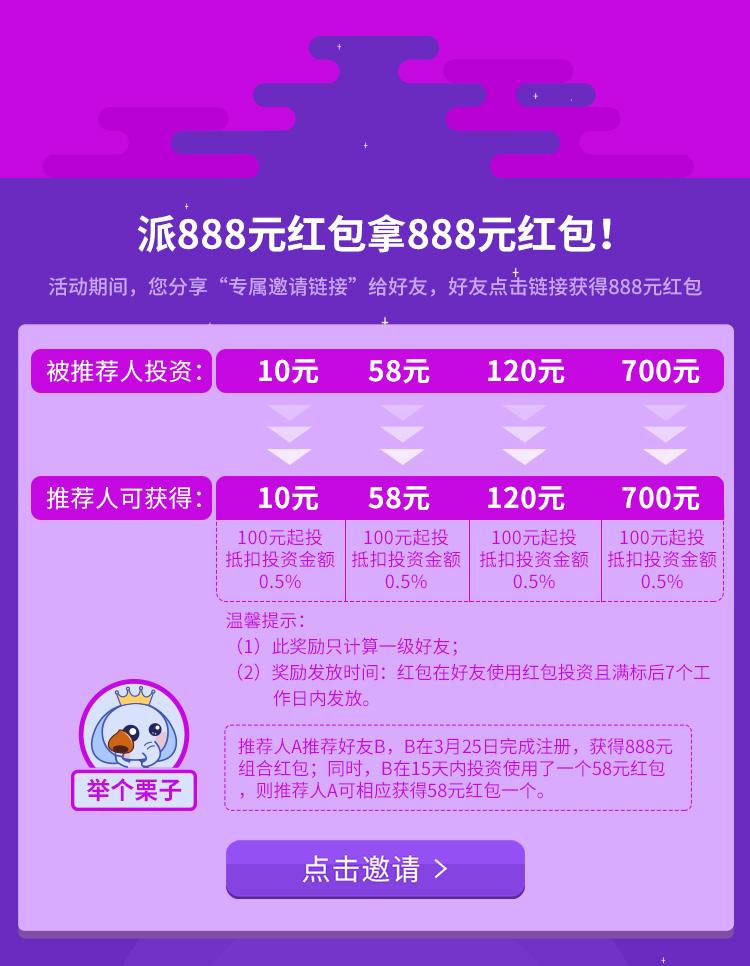 派888元红包拿888元红包！
活动期间，您分享“专属邀请链接”给好友，好友点击链接获得888元红包
被推荐人投资： 10元 58元 120元 700元
推荐人可获得： 10元 58元 120元 700元
100元起投 100元起投 100元起投 100元起投
抵扣投资金额 抵扣投资金额 抵扣投资金额 抵扣投资金额
0.5% 0.5% 0.5% 0.5%
温馨提示：
（1）此奖励只计算一级好友；
（2）奖励发放时间：红包在好友使用红包投资且满标后7个工
作日内发放。
推荐人A推荐好友B，B在3月25日完成注册，获得888元
组合红包；同时，B在15天内投资使用了一个58元红包
，则推荐人A可相应获得58元红包一个。
举个栗子
点击邀请 >